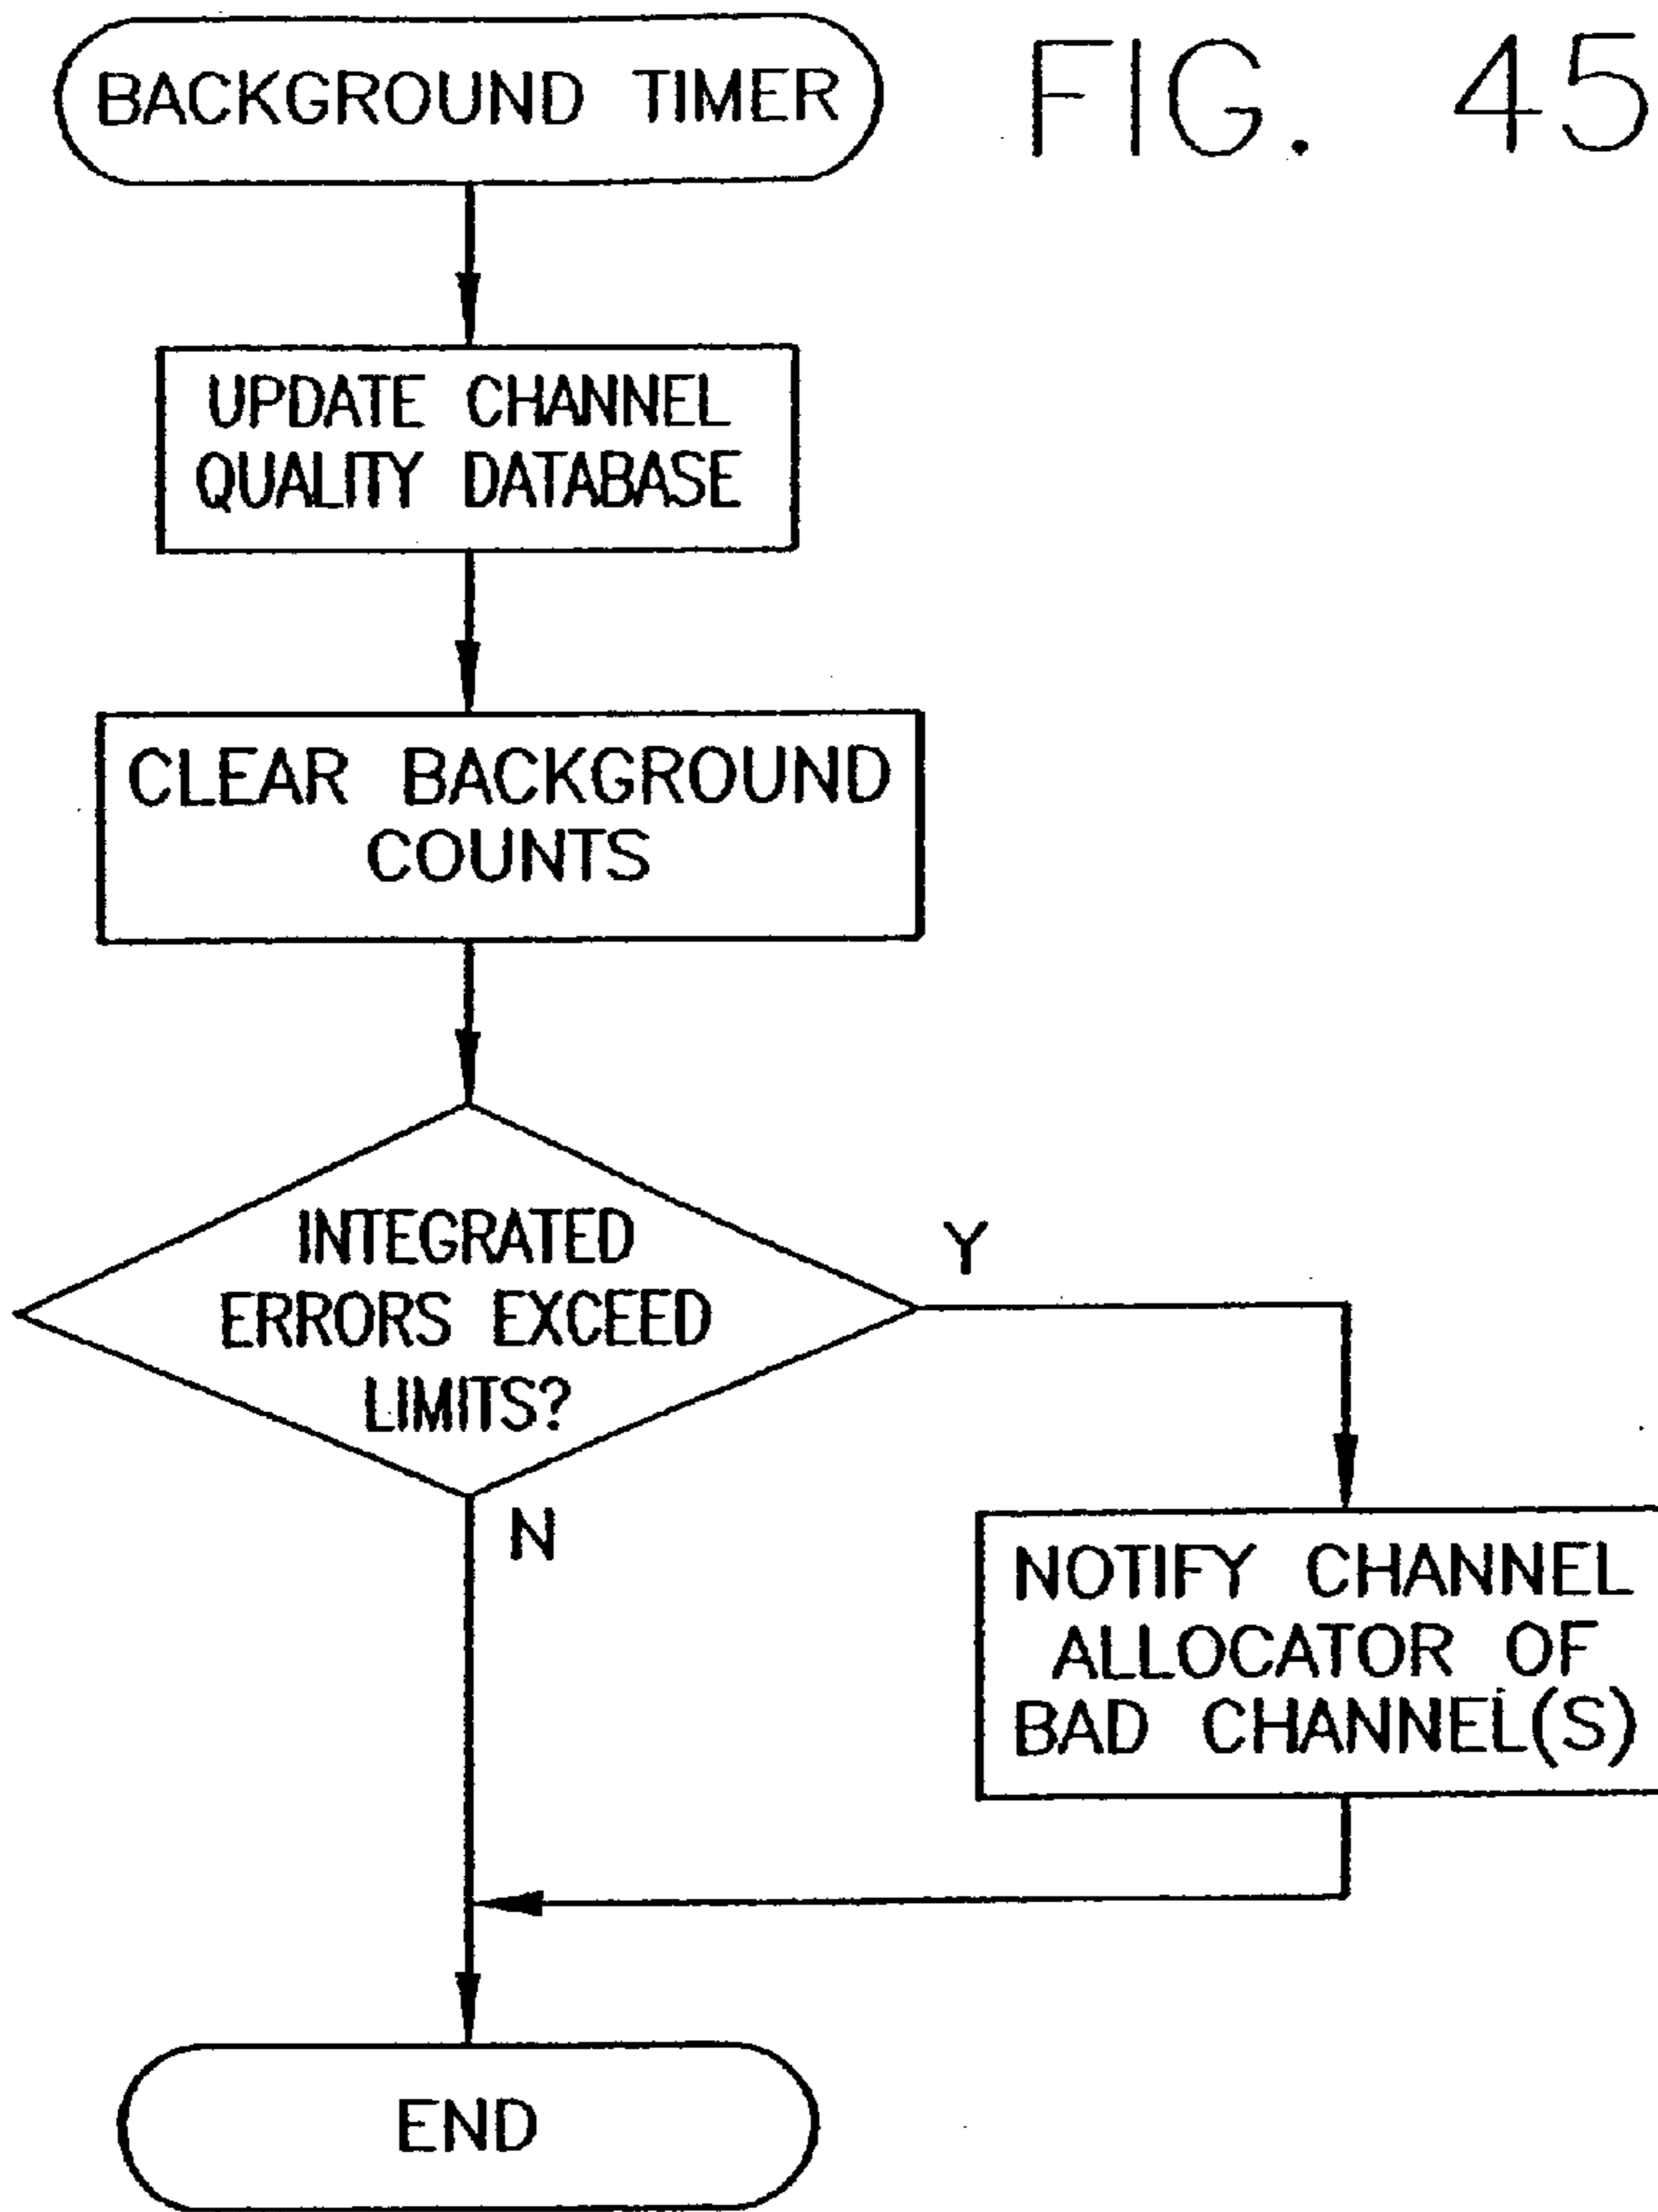 BACKGROUND TIMER
FIG. 45
UPDATE CHANNEL
QUALITY DATABASE
CLEAR BACKGROUND
COUNTS
INTEGRATED
ERRORS EXCEED
LIMITS?
Y
N
NOTIFY CHANNEL
ALLOCATOR OF
BAD CHANNEL(S)
END